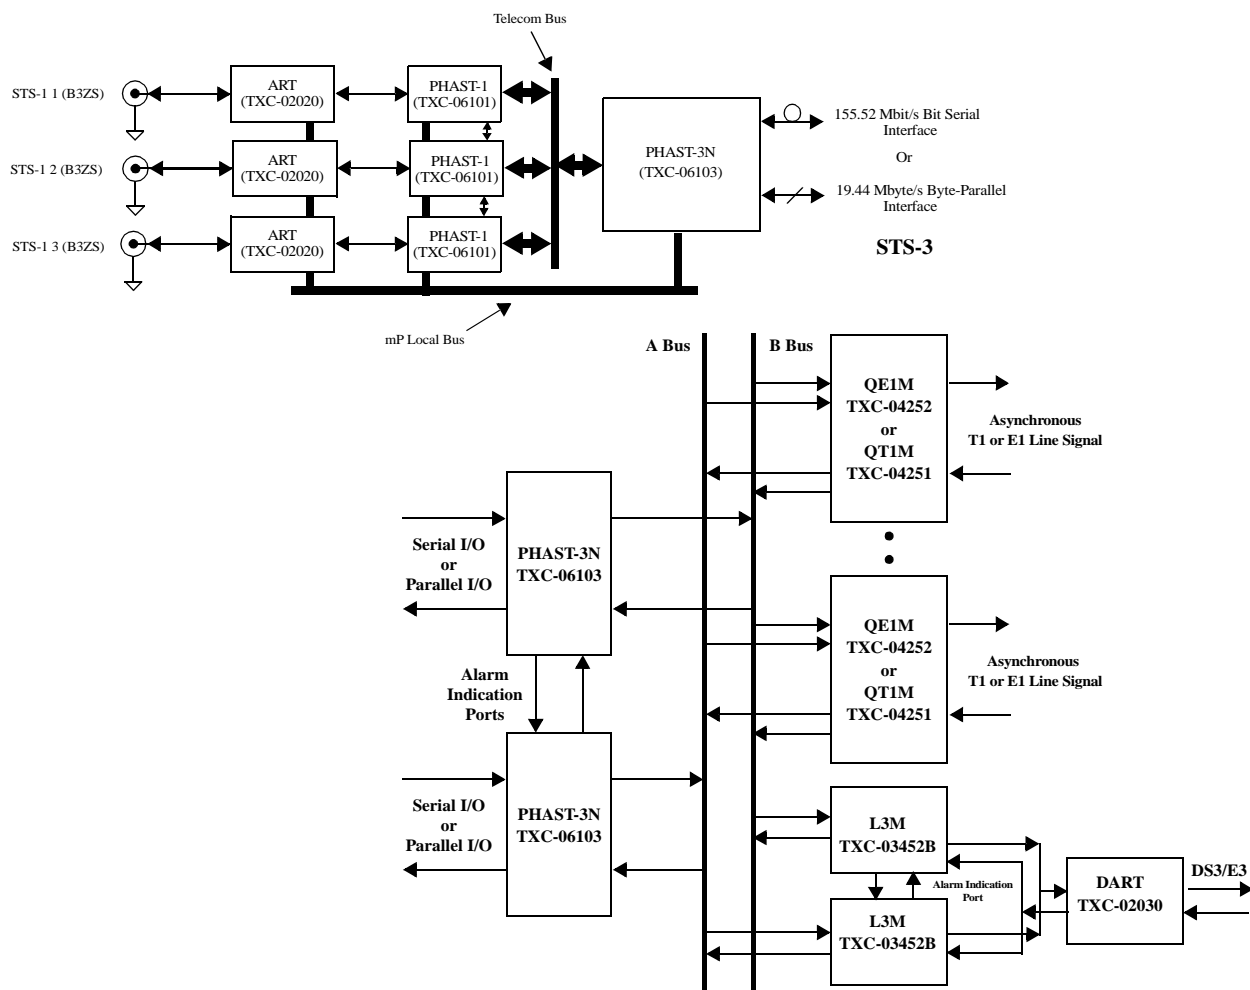 Telecom Bus
STS-1 1 (B3ZS)
ART
(TXC-02020)
PHAST-1
(TXC-06101)
STS-1 2 (B3ZS)
ART
(TXC-02020)
PHAST-1
(TXC-06101)
STS-1 3 (B3ZS)
ART
(TXC-02020)
PHAST-1
(TXC-06101)
PHAST-3N
(TXC-06103)
155.52 Mbit/s Bit Serial
Interface
Or
19.44 Mbyte/s Byte-Parallel
Interface
STS-3
mP Local Bus
A Bus
B Bus
QE1M
TXC-04252
or
QT1M
TXC-04251
Asynchronous
T1 or E1 Line Signal
Serial I/O
or
Parallel I/O
PHAST-3N
TXC-06103
QE1M
TXC-04252
or
QT1M
TXC-04251
Asynchronous
T1 or E1 Line Signal
Alarm
Indication
Ports
Serial I/O
or
Parallel I/O
PHAST-3N
TXC-06103
L3M
TXC-03452B
Alarm Indication
Port
L3M
TXC-03452B
DART
TXC-02030
DS3/E3